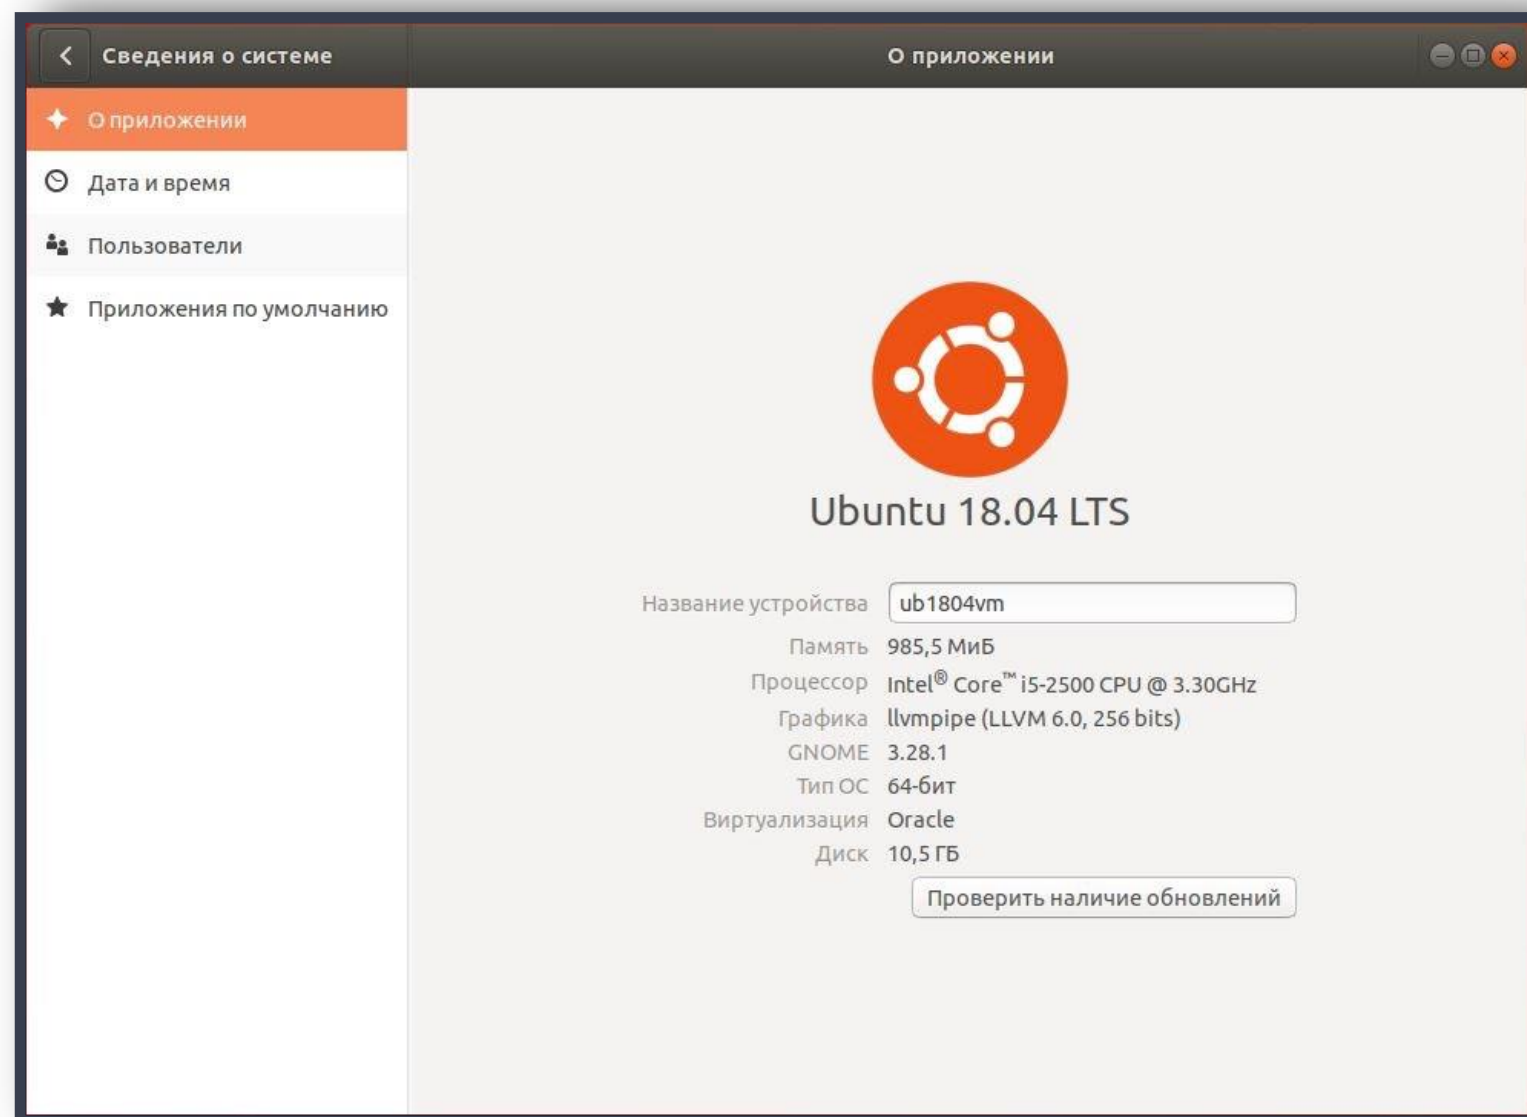 Сведения о системе
О приложении
О приложении
Дата и время
Пользователи
Приложения по умолчанию
Ubuntu 18.04 LTS
Название устройства ub1804vm
Память 985,5 МиБ
Процессор Intel® Core™ i5-2500 CPU @ 3.30GHz
Графика llvmpipe (LLVM 6.0, 256 bits)
GNOME 3.28.1
Тип ОС 64-бит
Виртуализация Oracle
Диск 10,5 ГБ
Проверить наличие обновлений